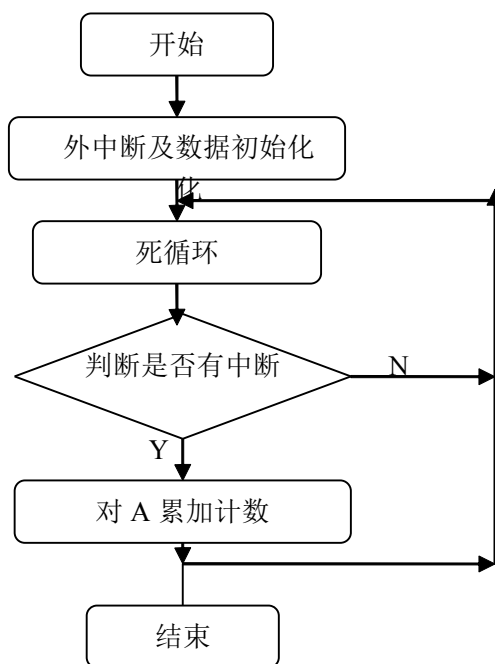 开始
外中断及数据初始化
化
死循环
判断是否有中断
N
Y
对 A 累加计数
结束